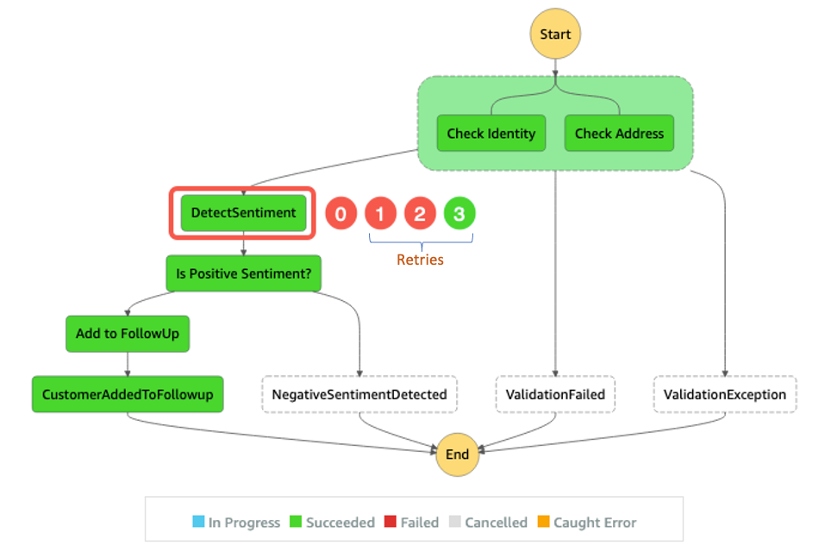 Start
Check Identity
Check Address
DetectSentiment
0 1 2 3
Retries
Is Positive Sentiment?
Add to FollowUp
CustomerAddedToFollowup
NegativeSentimentDetected
ValidationFailed
ValidationException
End
In Progress Succeeded Failed Cancelled Caught Error